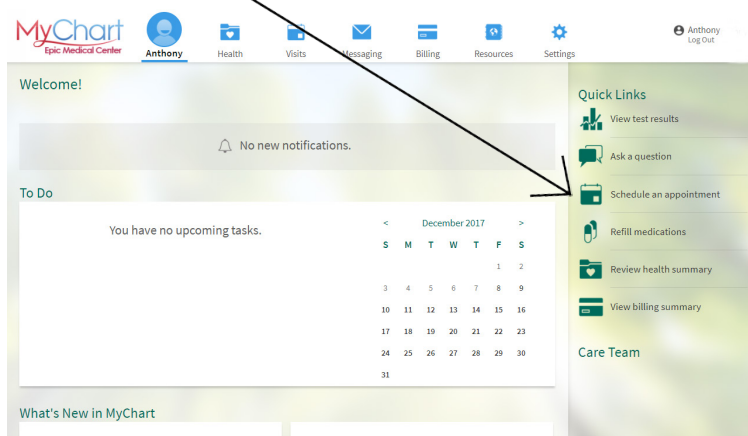 MyChart
Epic Medical Center
Anthony
Health
Visits
Messaging
Billing
Resources
Settings
Anthony
Log Out
Welcome!
No new notifications.
To Do
You have no upcoming tasks.
< December 2017 >
S M T W T F S
1 2
3 4 5 6 7 8 9
10 11 12 13 14 15 16
17 18 19 20 21 22 23
24 25 26 27 28 29 30
31
What's New in MyChart
Quick Links
View test results
Ask a question
Schedule an appointment
Refill medications
Review health summary
View billing summary
Care Team